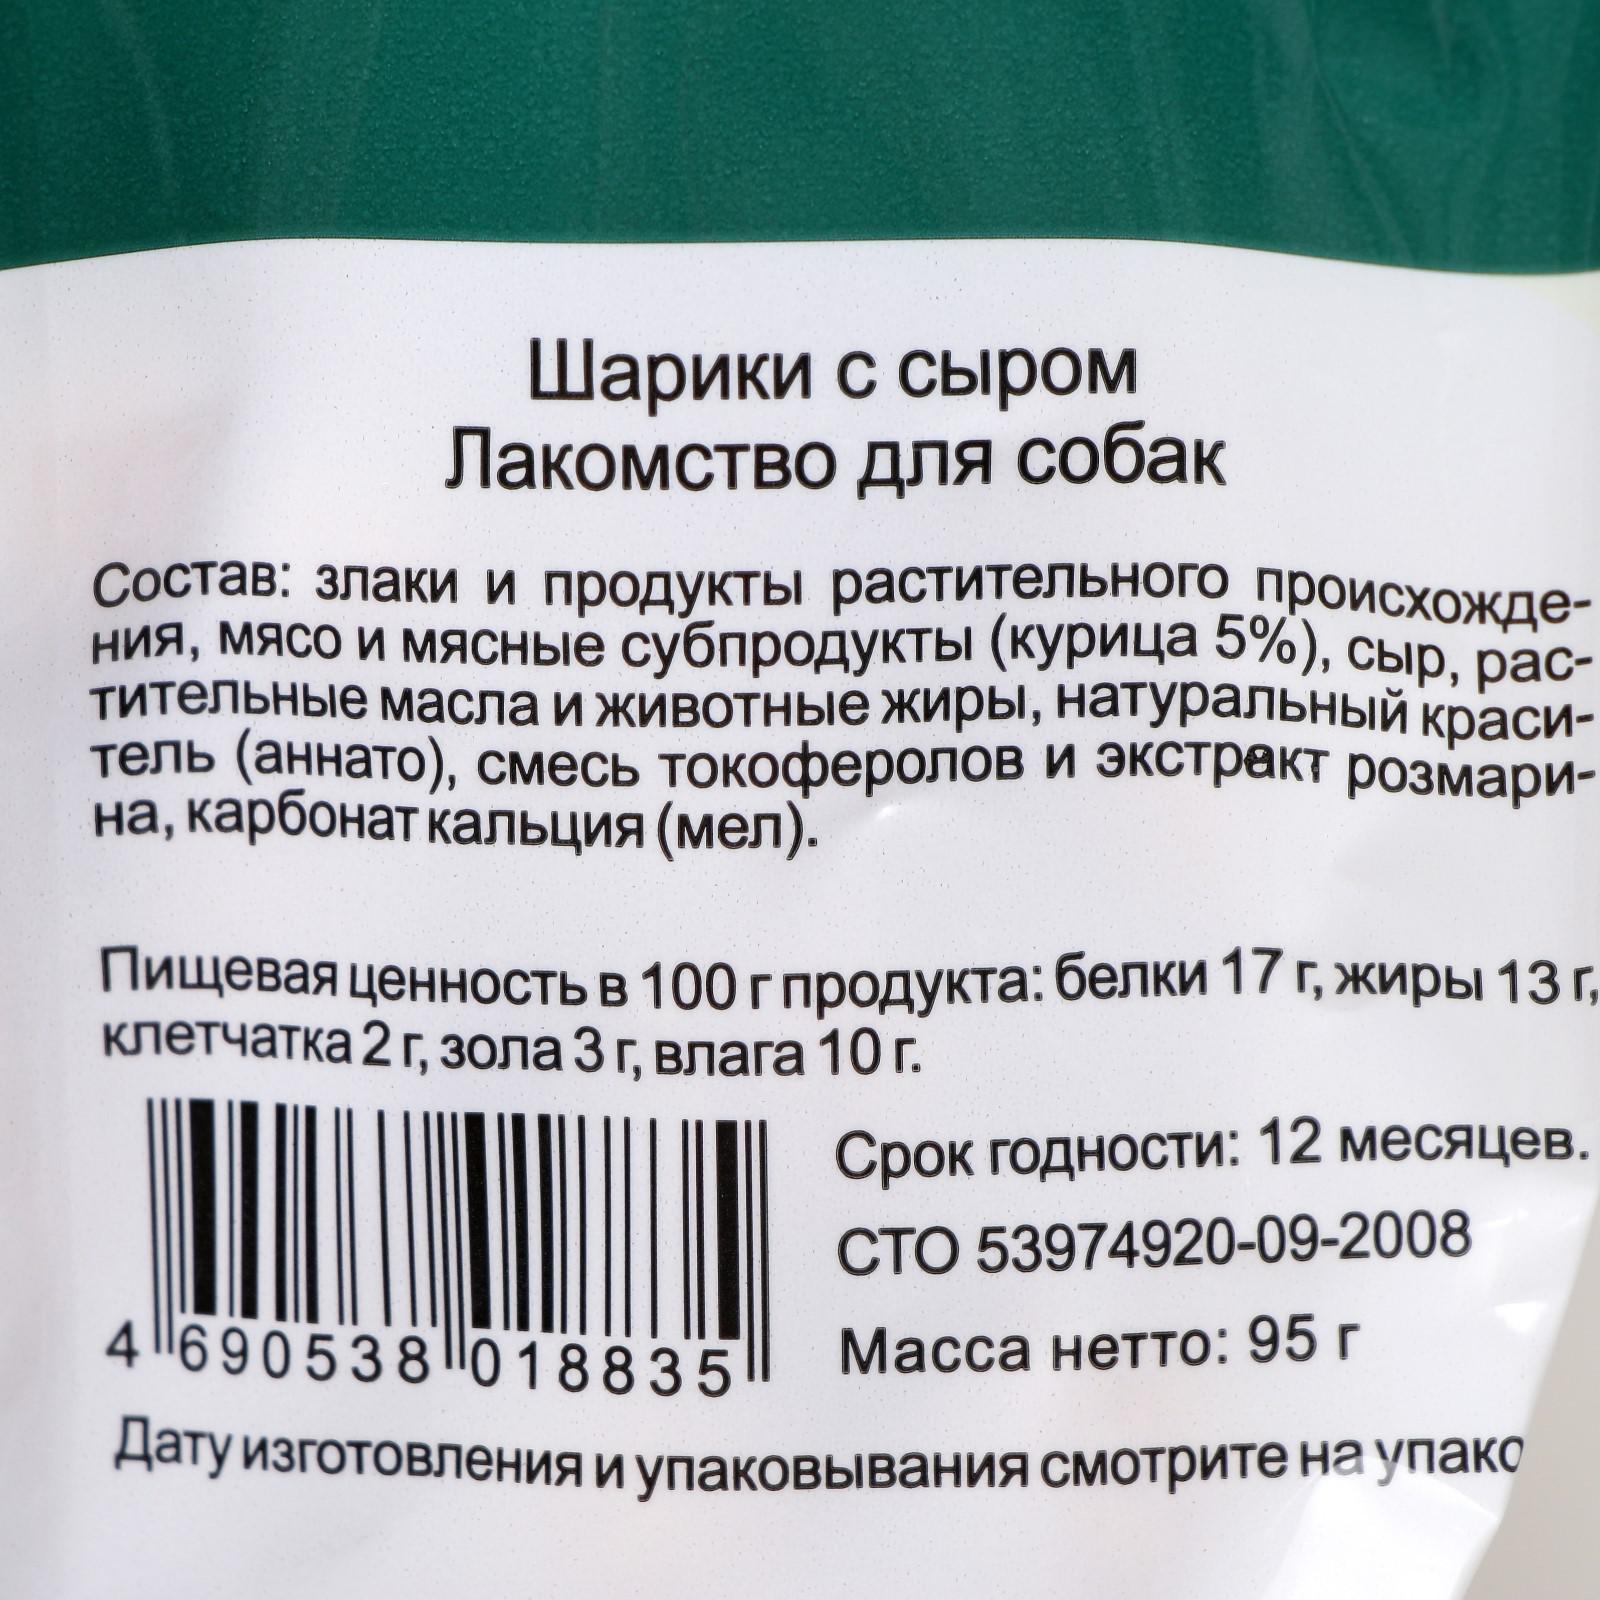 Шарики с сыром
Лакомство для собак
Состав: злаки и продукты растительного происхожде-
ния, мясо и мясные субпродукты (курица 5%), сыр, рас-
тительные масла и животные жиры, натуральный краси-
тель (аннато), смесь токоферолов и экстракт розмари-
на, карбонат кальция (мел).
Пищевая ценность в 100 г продукта: белки 17 г, жиры 13 г,
клетчатка 2 г, зола 3 г, влага 10 г.
Срок годности: 12 месяцев.
СТО 53974920-09-2008
Масса нетто: 95 г
4 690538 018835
Дату изготовления и упаковывания смотрите на упако